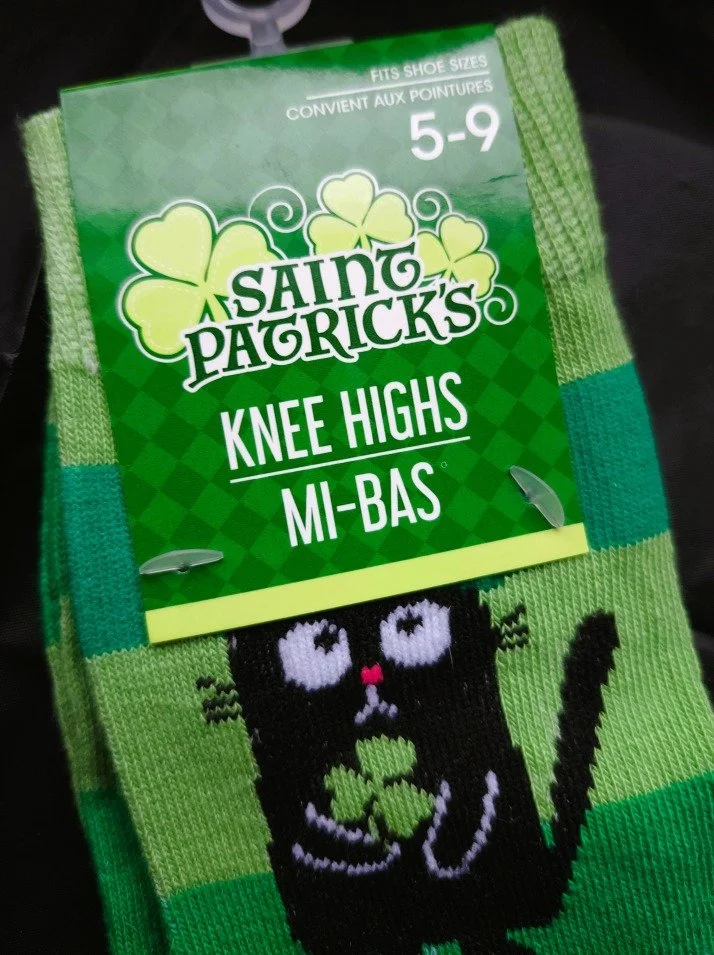 FITS SHOE SIZES
CONVIENT AUX POINTURES
5-9
SAINT
PATRICK'S
KNEE HIGHS
MI-BAS